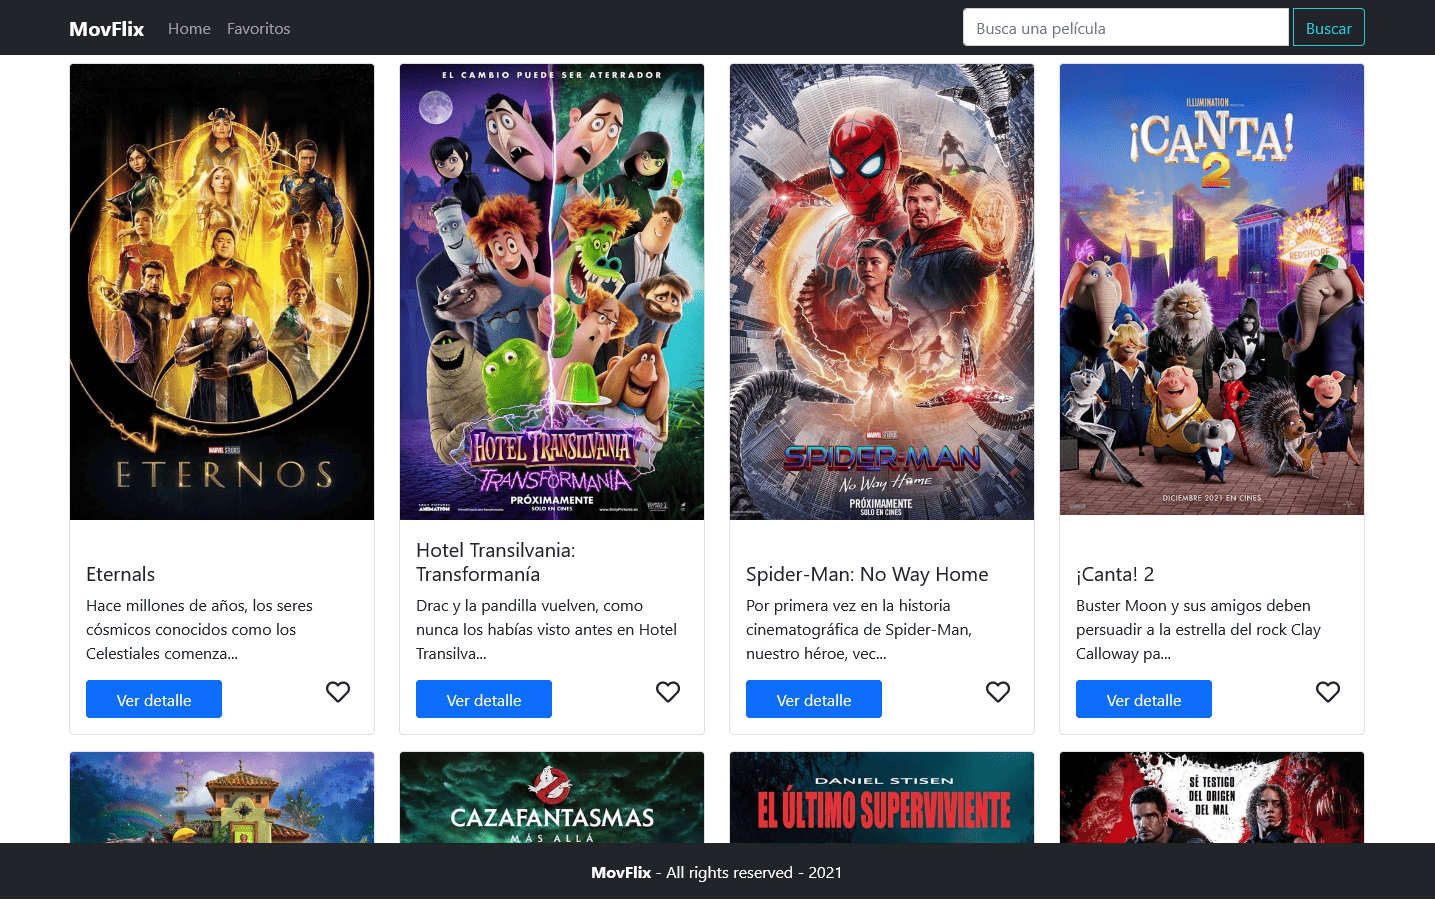 MovFlix
Home
Favoritos
Busca una película
Buscar
MARVEL STUDIOS
ETERNOS
EL CAMBIO PUEDE SER ATERRADOR
HOTEL TRANSILVANIA
TRANSFORMANÍA
PRÓXIMAMENTE
SOLO EN CINES
MARVEL STUDIOS
SPIDER-MAN
No Way Home
PRÓXIMAMENTE
SOLO EN CINES
ILLUMINATION
¡CANTA!
2
REDSHORE
DICIEMBRE 2021 EN CINES
Eternals
Hace millones de años, los seres
cósmicos conocidos como los
Celestiales comenza...
Ver detalle
Hotel Transilvania:
Transformanía
Drac y la pandilla vuelven, como
nunca los habías visto antes en Hotel
Transilva...
Ver detalle
Spider-Man: No Way Home
Por primera vez en la historia
cinematográfica de Spider-Man,
nuestro héroe, vec...
Ver detalle
¡Canta! 2
Buster Moon y sus amigos deben
persuadir a la estrella del rock Clay
Calloway pa...
Ver detalle
CAZAFANTASMAS
MÁS ALLÁ
DANIEL STISEN
EL ÚLTIMO SUPERVIVIENTE
SÉ TESTIGO
DEL ORIGEN
DEL MAL
MovFlix - All rights reserved - 2021